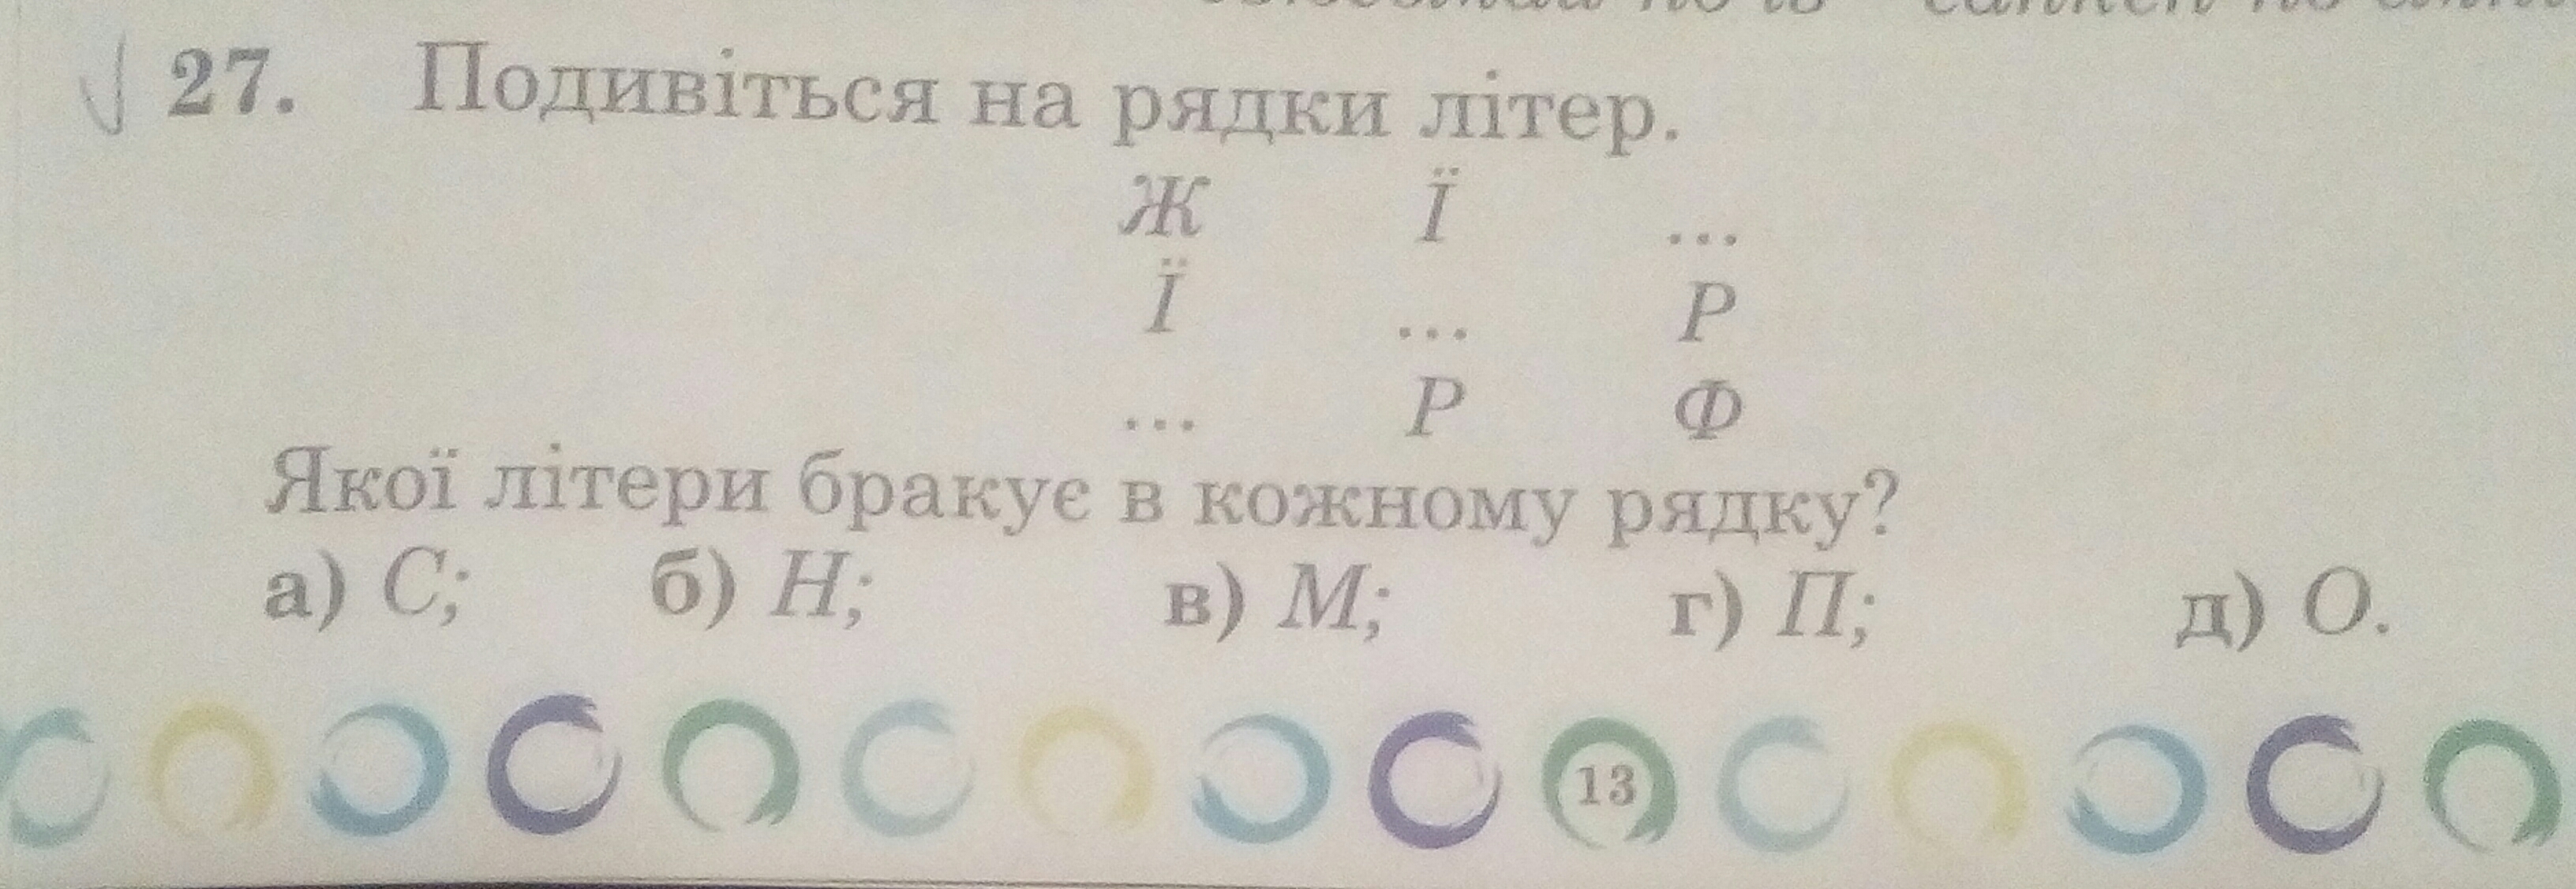 27. Подивіться на рядки літер.
Ж Ї ...
Ї ... Р
... Р Ф
Якої літери бракує в кожному рядку?
а) С; б) Н; в) М; г) П; д) О.
13